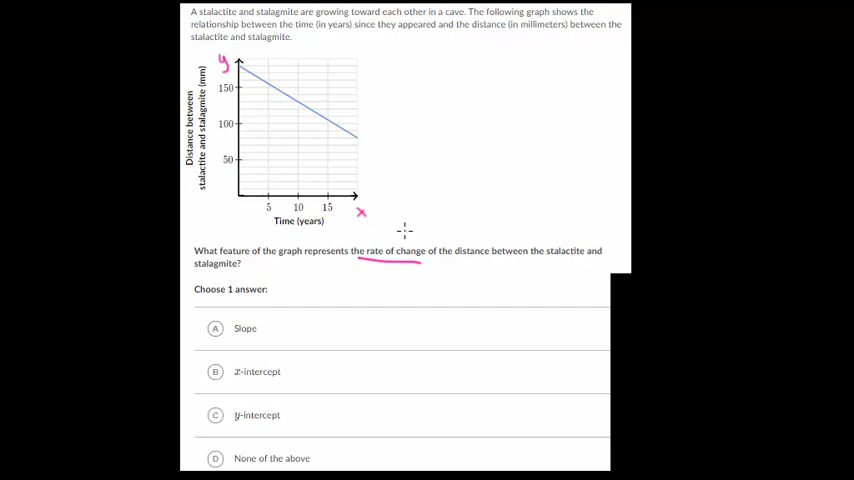 A stalactite and stalagmite are growing toward each other in a cave. The following graph shows the
relationship between the time (in years) since they appeared and the distance (in millimeters) between the
stalactite and stalagmite.
y
150
100
50
Distance between
stalactite and stalagmite (mm)
5 10 15
x
Time (years)
What feature of the graph represents the rate of change of the distance between the stalactite and
stalagmite?
Choose 1 answer:
A Slope
B x-intercept
C y-intercept
D None of the above